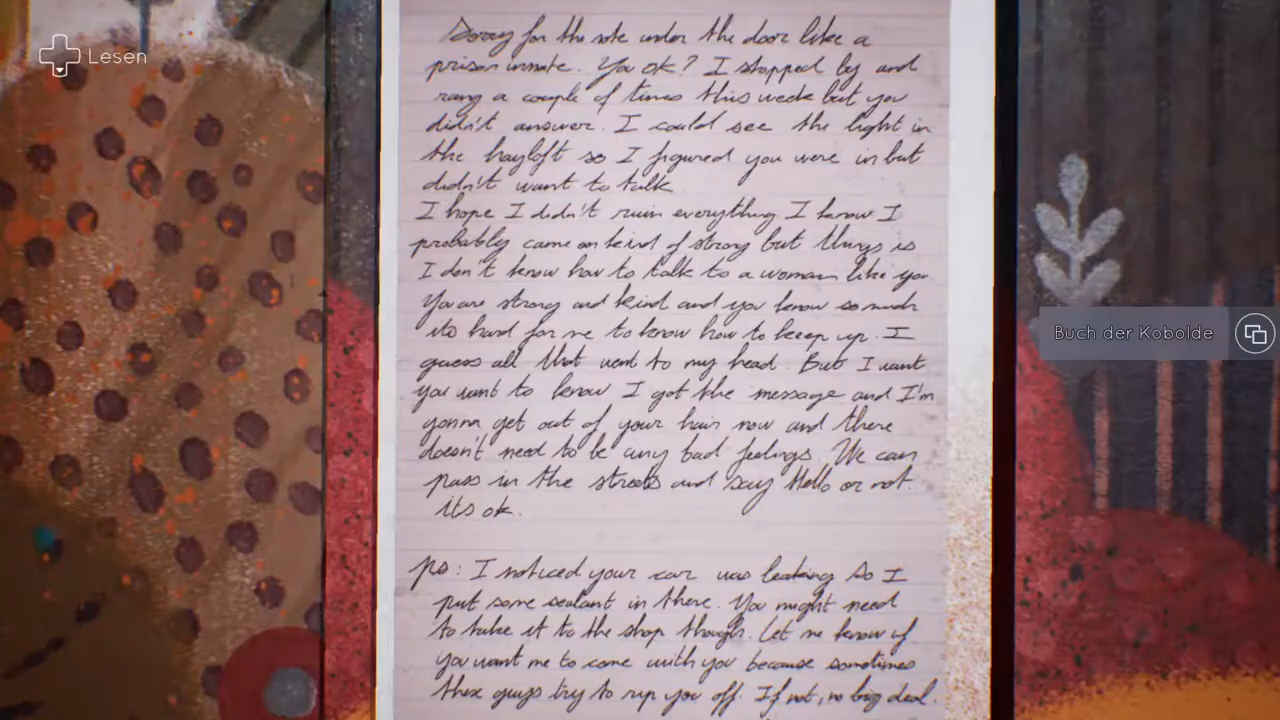 Lesen
Sorry for the note under the door like a
prison inmate. You ok? I stopped by and
rang a couple of times this week but you
didn't answer. I could see the light in
the hayloft so I figured you were in but
didn't want to talk.
I hope I didn't ruin everything. I know I
probably came on kind of strong but things is
I don't know how to talk to a woman like you.
You are strong and kind and you know so much
its hard for me to know how to keep up. I
guess all that went to my head. But I want
you want to know I got the message and I'm
gonna get out of your hair now and there
doesn't need to be any bad feelings. We can
pass in the streets and say Hello or not.
its ok.
Buch der Kobolde
ps: I noticed your car was leaking so I
put some sealant in there. You might need
to take it to the shop though. Let me know if
you want me to come with you because sometimes
these guys try to rip you off. If not, no big deal.